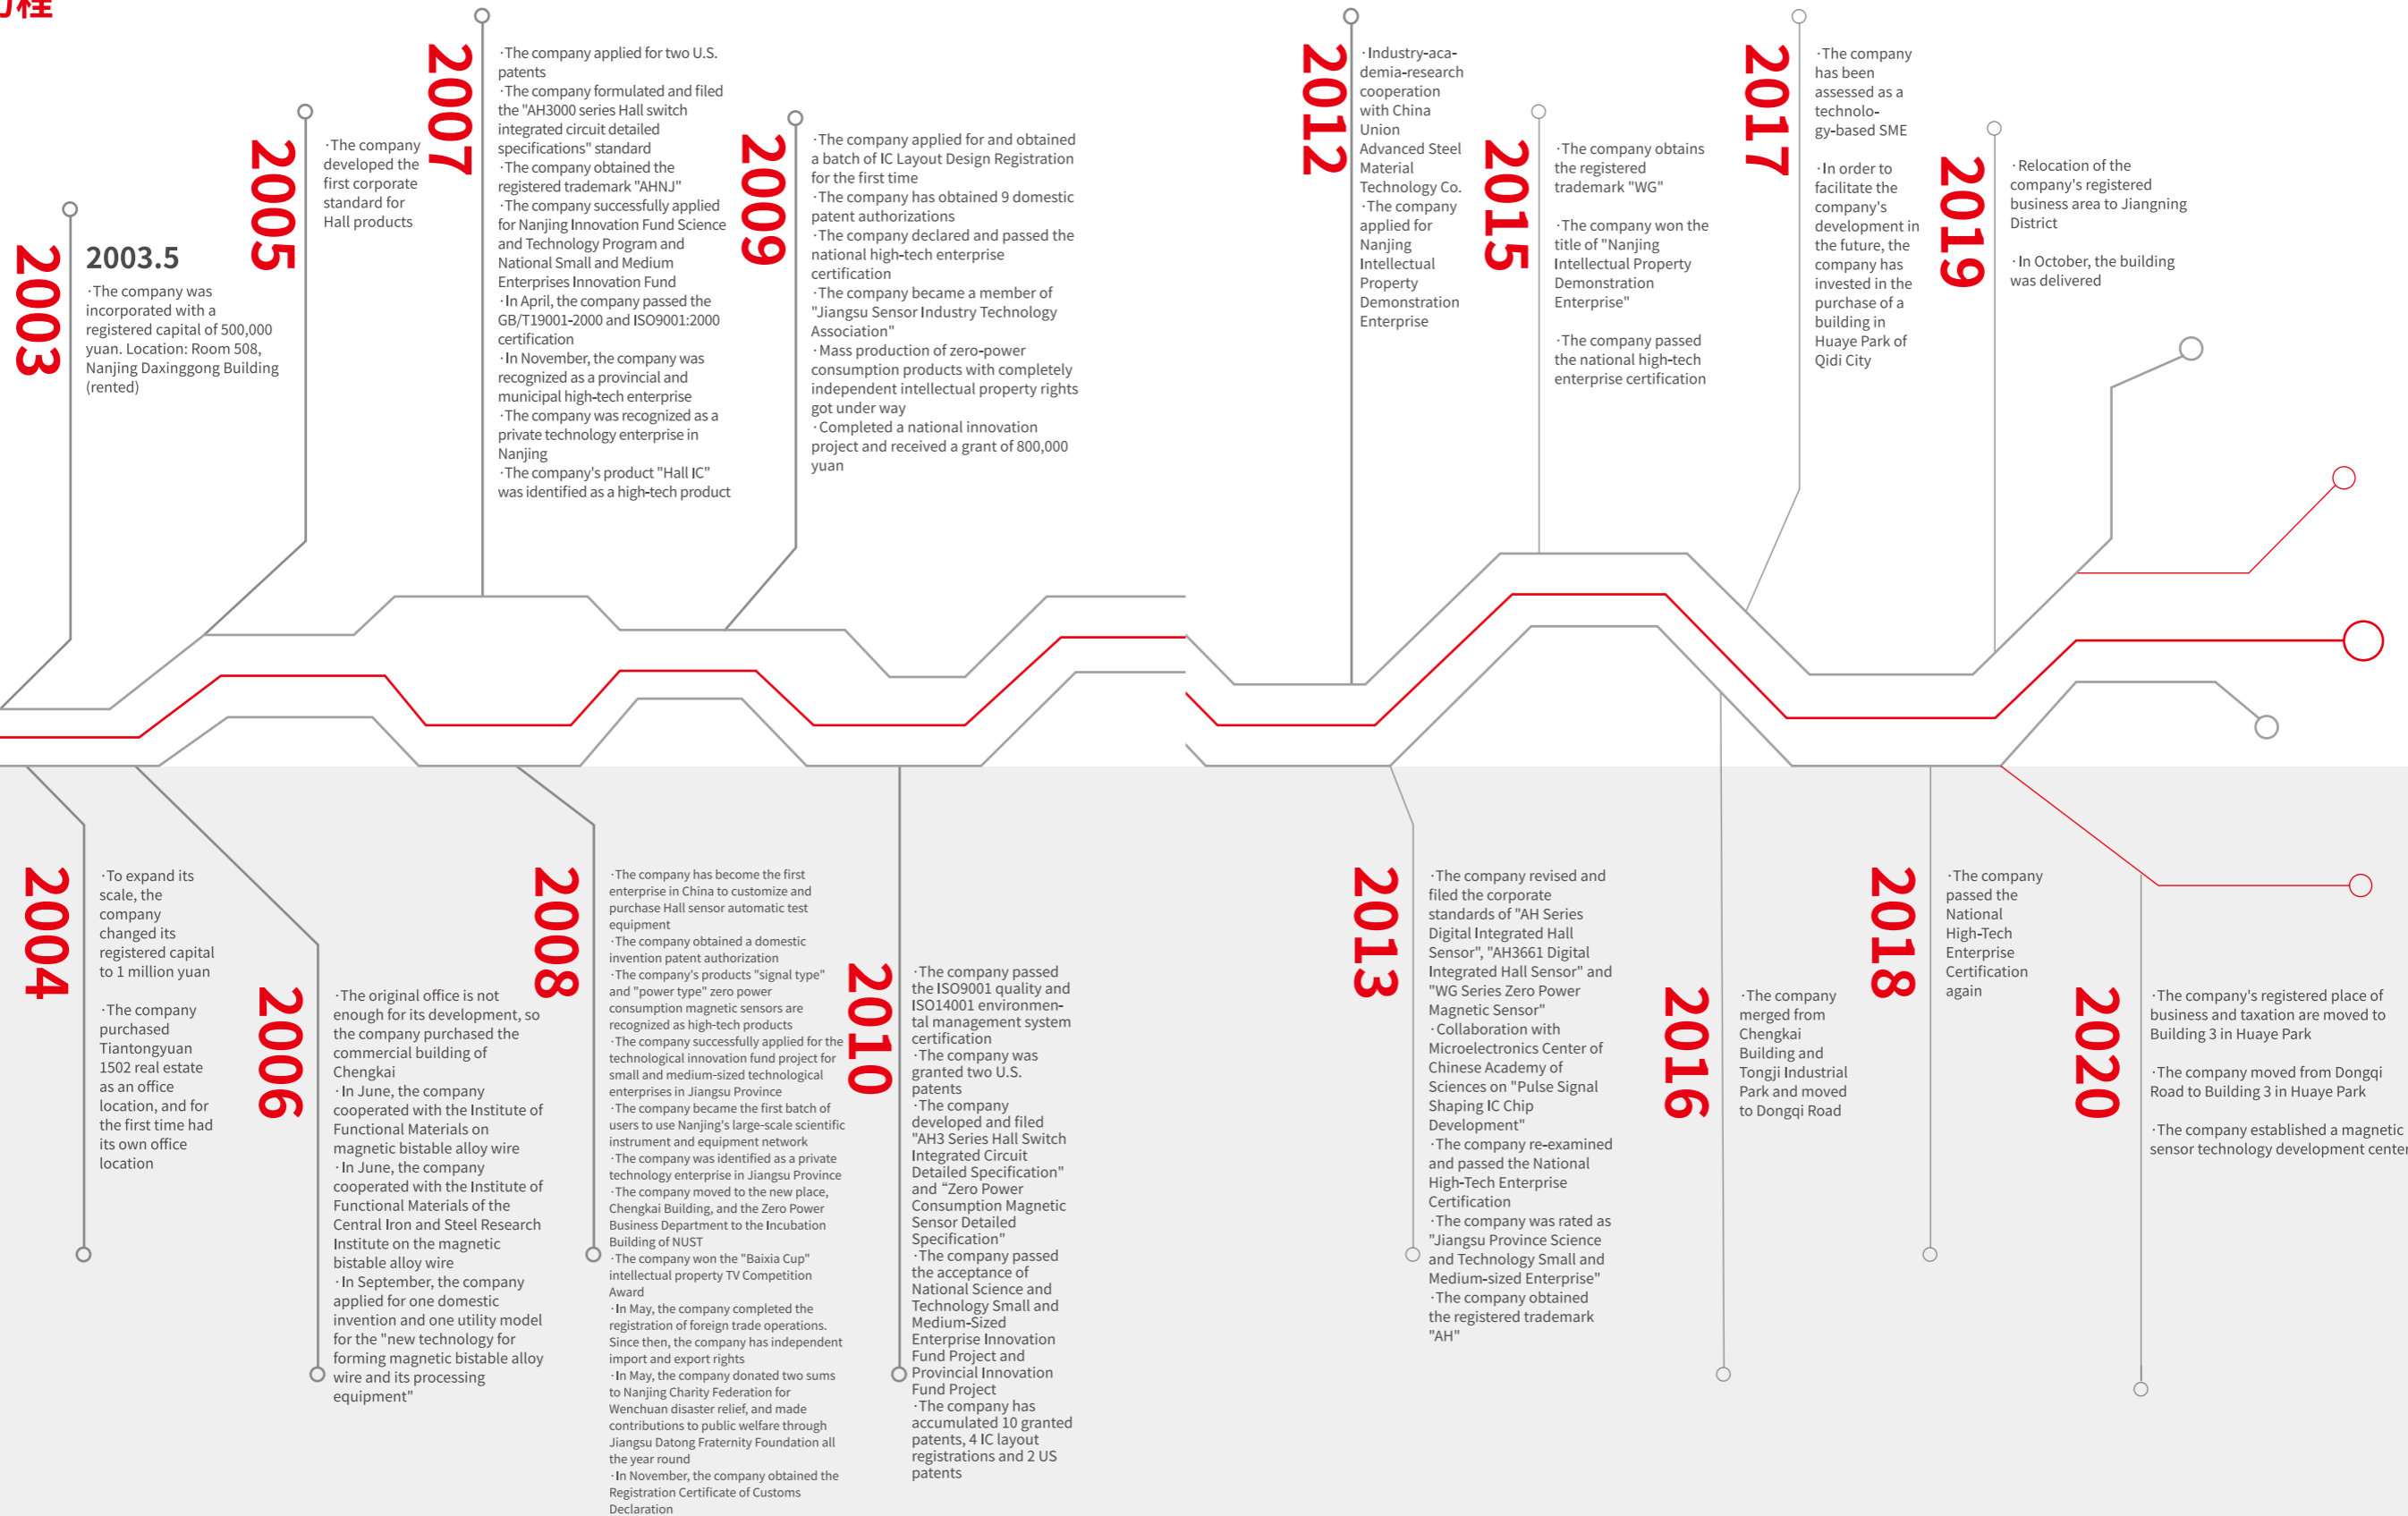 程
2003
2003.5
·The company was
incorporated with a
registered capital of 500,000
yuan. Location: Room 508,
Nanjing Daxinggong Building
(rented)
2005
·The company
developed the
first corporate
standard for
Hall products
2007
·The company applied for two U.S.
patents
·The company formulated and filed
the "AH3000 series Hall switch
integrated circuit detailed
specifications" standard
·The company obtained the
registered trademark "AHNJ"
·The company successfully applied
for Nanjing Innovation Fund Science
and Technology Program and
National Small and Medium
Enterprises Innovation Fund
·In April, the company passed the
GB/T19001-2000 and ISO9001:2000
certification
·In November, the company was
recognized as a provincial and
municipal high-tech enterprise
·The company was recognized as a
private technology enterprise in
Nanjing
·The company's product "Hall IC"
was identified as a high-tech product
2009
·The company applied for and obtained
a batch of IC Layout Design Registration
for the first time
·The company has obtained 9 domestic
patent authorizations
·The company declared and passed the
national high-tech enterprise
certification
·The company became a member of
"Jiangsu Sensor Industry Technology
Association"
·Mass production of zero-power
consumption products with completely
independent intellectual property rights
got under way
·Completed a national innovation
project and received a grant of 800,000
yuan
2012
·Industry-aca-
demia-research
cooperation
with China
Union
Advanced Steel
Material
Technology Co.
·The company
applied for
Nanjing
Intellectual
Property
Demonstration
Enterprise
2015
·The company obtains
the registered
trademark "WG"
·The company won the
title of "Nanjing
Intellectual Property
Demonstration
Enterprise"
·The company passed
the national high-tech
enterprise certification
2017
·The company
has been
assessed as a
technolo-
gy-based SME
·In order to
facilitate the
company's
development in
the future, the
company has
invested in the
purchase of a
building in
Huaye Park of
Qidi City
2019
·Relocation of the
company's registered
business area to Jiangning
District
·In October, the building
was delivered
2004
·To expand its
scale, the
company
changed its
registered capital
to 1 million yuan
·The company
purchased
Tiantongyuan
1502 real estate
as an office
location, and for
the first time had
its own office
location
2006
·The original office is not
enough for its development, so
the company purchased the
commercial building of
Chengkai
·In June, the company
cooperated with the Institute of
Functional Materials on
magnetic bistable alloy wire
·In June, the company
cooperated with the Institute of
Functional Materials of the
Central Iron and Steel Research
Institute on the magnetic
bistable alloy wire
·In September, the company
applied for one domestic
invention and one utility model
for the "new technology for
forming magnetic bistable alloy
wire and its processing
equipment"
2008
·The company has become the first
enterprise in China to customize and
purchase Hall sensor automatic test
equipment
·The company obtained a domestic
invention patent authorization
·The company's products "signal type"
and "power type" zero power
consumption magnetic sensors are
recognized as high-tech products
·The company successfully applied for the
technological innovation fund project for
small and medium-sized technological
enterprises in Jiangsu Province
·The company became the first batch of
users to use Nanjing's large-scale scientific
instrument and equipment network
·The company was identified as a private
technology enterprise in Jiangsu Province
·The company moved to the new place,
Chengkai Building, and the Zero Power
Business Department to the Incubation
Building of NUST
·The company won the "Baixia Cup"
intellectual property TV Competition
Award
·In May, the company completed the
registration of foreign trade operations.
Since then, the company has independent
import and export rights
·In May, the company donated two sums
to Nanjing Charity Federation for
Wenchuan disaster relief, and made
contributions to public welfare through
Jiangsu Datong Fraternity Foundation all
the year round
·In November, the company obtained the
Registration Certificate of Customs
Declaration
2010
·The company passed
the ISO9001 quality and
ISO14001 environmen-
tal management system
certification
·The company was
granted two U.S.
patents
·The company
developed and filed
"AH3 Series Hall Switch
Integrated Circuit
Detailed Specification"
and “Zero Power
Consumption Magnetic
Sensor Detailed
Specification"
·The company passed
the acceptance of
National Science and
Technology Small and
Medium-Sized
Enterprise Innovation
Fund Project and
Provincial Innovation
Fund Project
·The company has
accumulated 10 granted
patents, 4 IC layout
registrations and 2 US
patents
2013
·The company revised and
filed the corporate
standards of "AH Series
Digital Integrated Hall
Sensor", "AH3661 Digital
Integrated Hall Sensor" and
"WG Series Zero Power
Magnetic Sensor"
·Collaboration with
Microelectronics Center of
Chinese Academy of
Sciences on "Pulse Signal
Shaping IC Chip
Development"
·The company re-examined
and passed the National
High-Tech Enterprise
Certification
·The company was rated as
"Jiangsu Province Science
and Technology Small and
Medium-sized Enterprise"
·The company obtained
the registered trademark
"AH"
2016
·The company
merged from
Chengkai
Building and
Tongji Industrial
Park and moved
to Dongqi Road
2018
·The company
passed the
National
High-Tech
Enterprise
Certification
again
2020
·The company's registered place of
business and taxation are moved to
Building 3 in Huaye Park
·The company moved from Dongqi
Road to Building 3 in Huaye Park
·The company established a magnetic
sensor technology development center